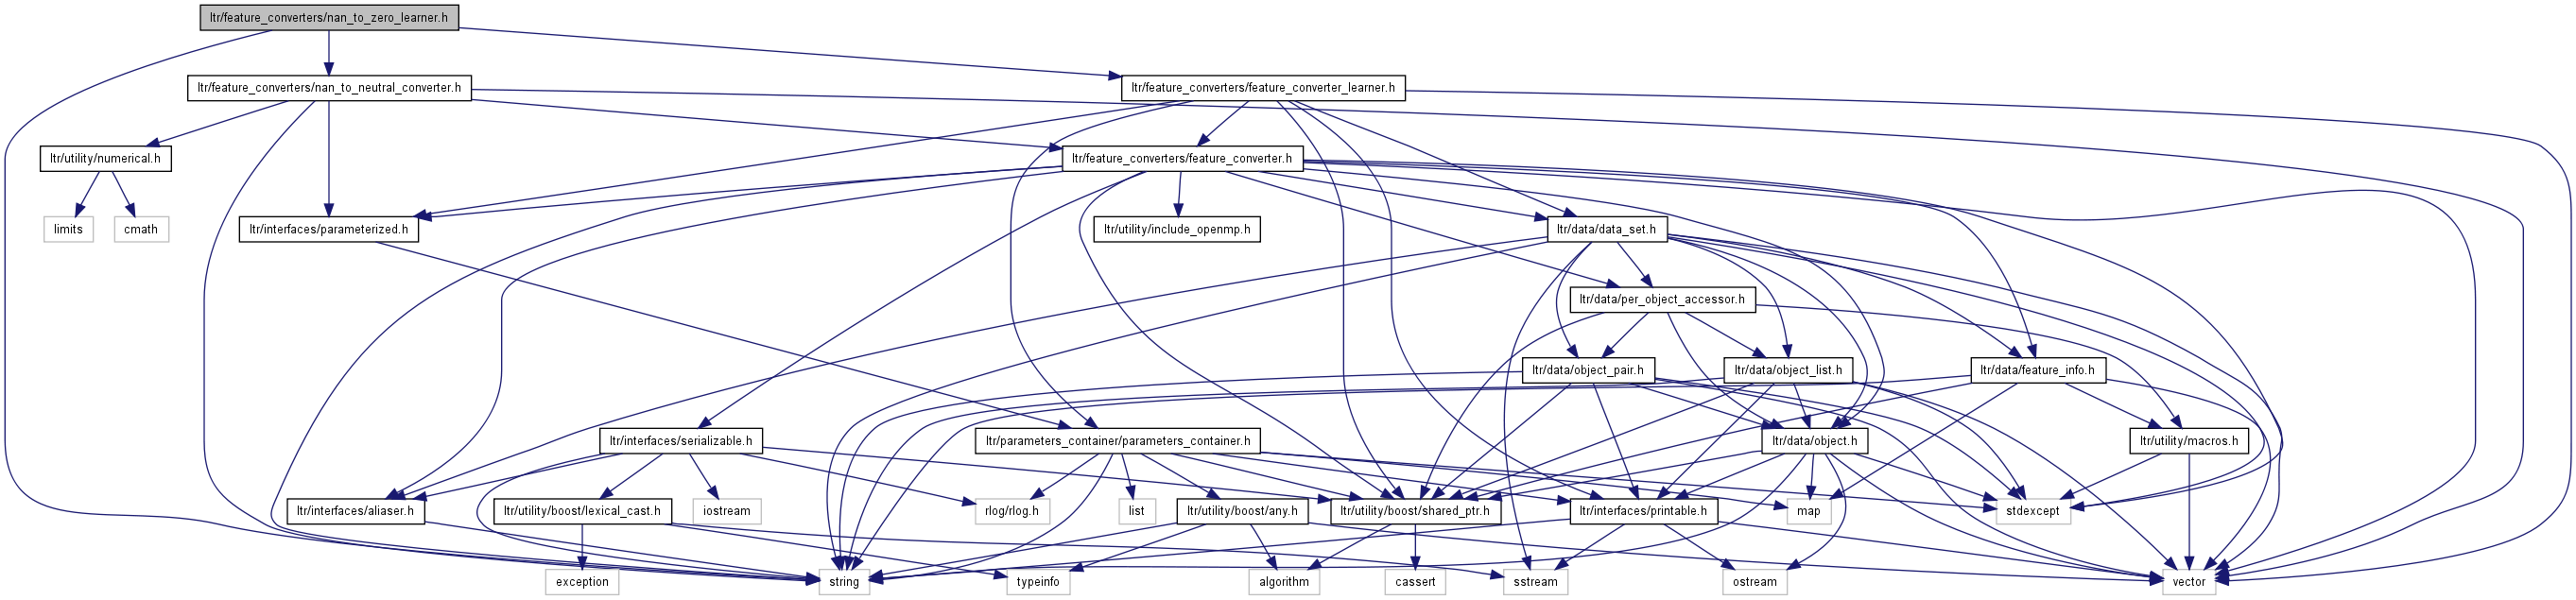 ltr/feature_converters/nan_to_zero_learner.h
ltr/feature_converters/nan_to_neutral_converter.h
ltr/feature_converters/feature_converter_learner.h
ltr/utility/numerical.h
ltr/feature_converters/feature_converter.h
limits
cmath
ltr/interfaces/parameterized.h
ltr/utility/include_openmp.h
ltr/data/data_set.h
ltr/data/per_object_accessor.h
ltr/data/object_pair.h
ltr/data/object_list.h
ltr/data/feature_info.h
ltr/interfaces/serializable.h
ltr/parameters_container/parameters_container.h
ltr/data/object.h
ltr/utility/macros.h
ltr/interfaces/aliaser.h
ltr/utility/boost/lexical_cast.h
iostream
rlog/rlog.h
list
ltr/utility/boost/any.h
ltr/utility/boost/shared_ptr.h
ltr/interfaces/printable.h
map
stdexcept
exception
string
typeinfo
algorithm
cassert
sstream
ostream
vector